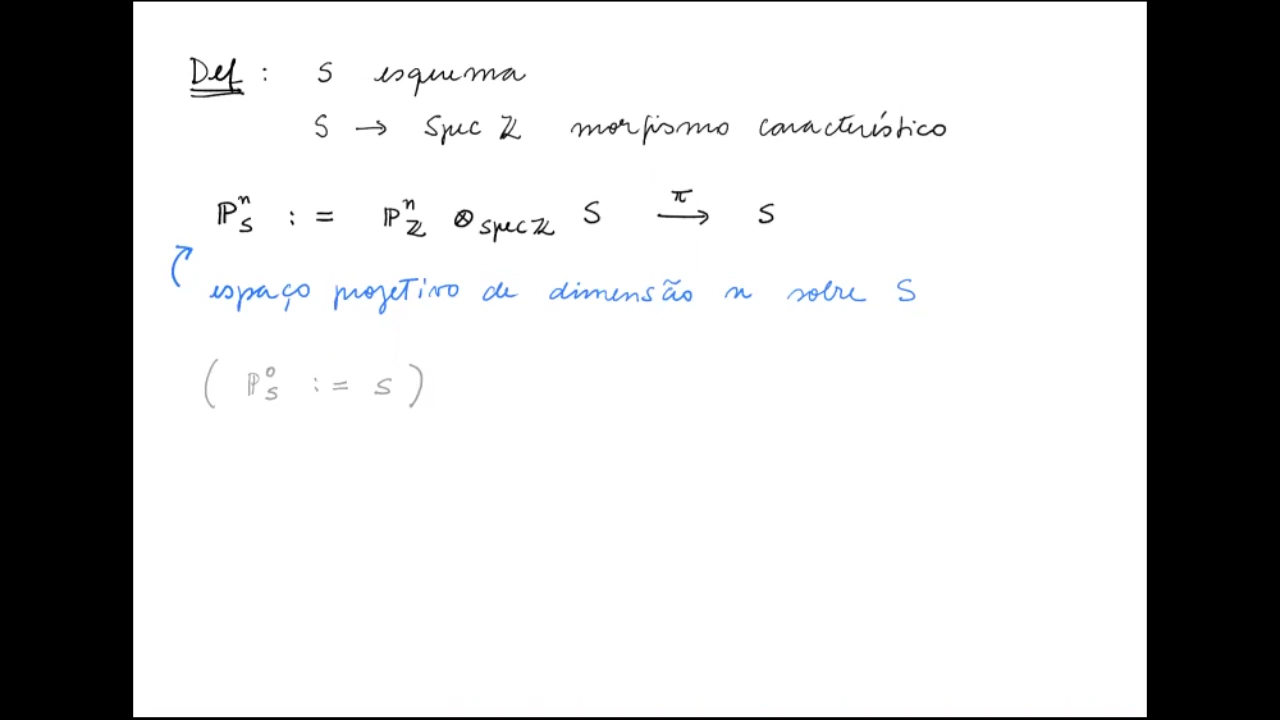 Def : S esquema
S → Spec ℤ morfismo característico
ℙⁿ_S := ℙⁿ_ℤ ⊗_Spec ℤ S —π→ S
espaço projetivo de dimensão n sobre S
( ℙ⁰_S := S )